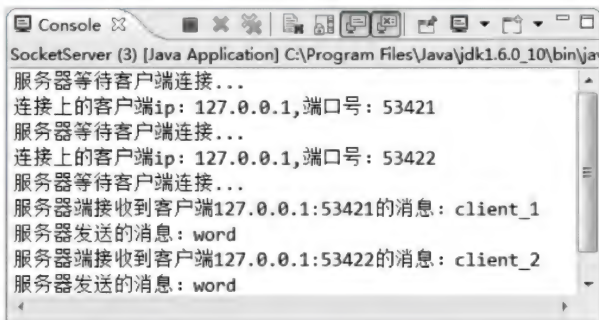 Console
SocketServer (3) [Java Application] C:\Program Files\Java\jdk1.6.0_10\bin\jav
服务器等待客户端连接...
连接上的客户端ip: 127.0.0.1,端口号: 53421
服务器等待客户端连接...
连接上的客户端ip: 127.0.0.1,端口号: 53422
服务器等待客户端连接...
服务器端接收到客户端127.0.0.1:53421的消息: client_1
服务器发送的消息: word
服务器端接收到客户端127.0.0.1:53422的消息: client_2
服务器发送的消息: word